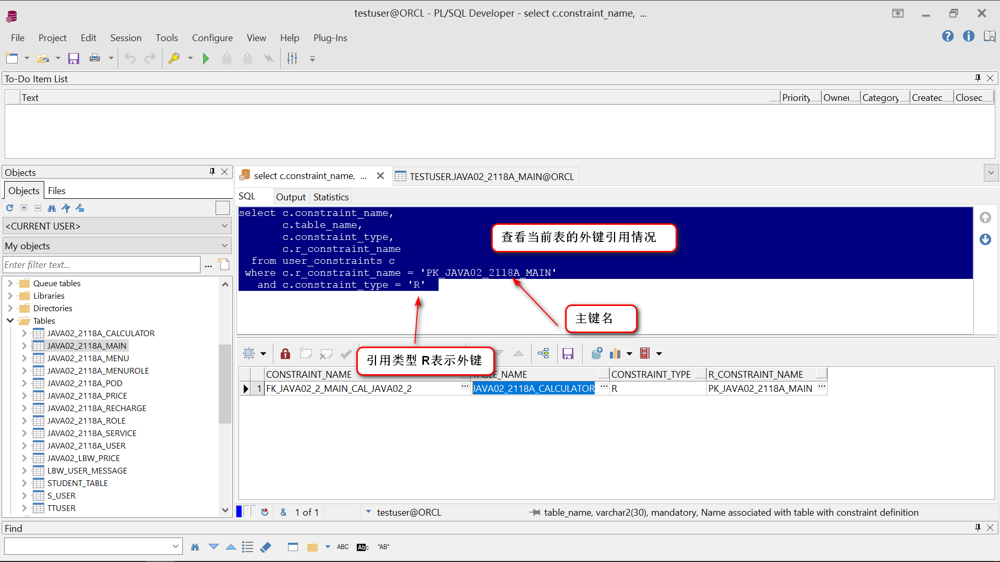 testuser@ORCL - PL/SQL Developer - select c.constraint_name, ...
File Project Edit Session Tools Configure View Help Plug-Ins
To-Do Item List
Text Priority Owner Category Created Closed
Objects
Objects Files
<CURRENT USER>
My objects
Enter filter text...
Queue tables
Libraries
Directories
Tables
JAVA02_2118A_CALCULATOR
JAVA02_2118A_MAIN
JAVA02_2118A_MENU
JAVA02_2118A_MENUROLE
JAVA02_2118A_POD
JAVA02_2118A_PRICE
JAVA02_2118A_RECHARGE
JAVA02_2118A_ROLE
JAVA02_2118A_SERVICE
JAVA02_2118A_USER
JAVA02_LBW_PRICE
LBW_USER_MESSAGE
STUDENT_TABLE
S_USER
TTUSER
select c.constraint_name, ...
TESTUSER.JAVA02_2118A_MAIN@ORCL
SQL Output Statistics
select c.constraint_name,
c.table_name,
c.constraint_type,
c.r_constraint_name
from user_constraints c
where c.r_constraint_name = 'PK_JAVA02_2118A_MAIN'
and c.constraint_type = 'R'
查看当前表的外键引用情况
主键名
引用类型 R表示外键
CONSTRAINT_NAME TABLE_NAME CONSTRAINT_TYPE R_CONSTRAINT_NAME
1 FK_JAVA02_2_MAIN_CAL_JAVA02_2 ... JAVA02_2118A_CALCULATOR ... R PK_JAVA02_2118A_MAIN ...
& 1 of 1 testuser@ORCL table_name, varchar2(30), mandatory, Name associated with table with constraint definition
Find
ABC Abc "AB"